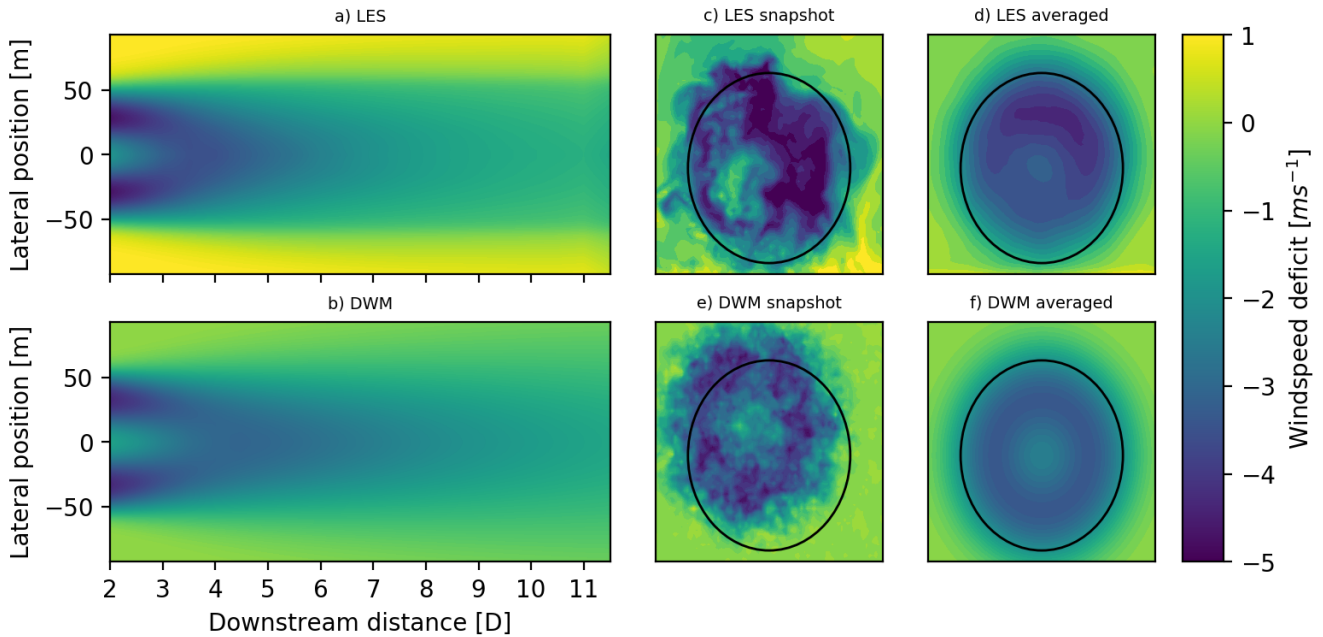 a) LES
c) LES snapshot
d) LES averaged
Lateral position [m]
50
0
−50
b) DWM
e) DWM snapshot
f) DWM averaged
Lateral position [m]
50
0
−50
2 3 4 5 6 7 8 9 10 11
Downstream distance [D]
1
0
−1
−2
−3
−4
−5
Windspeed deficit [ms⁻¹]